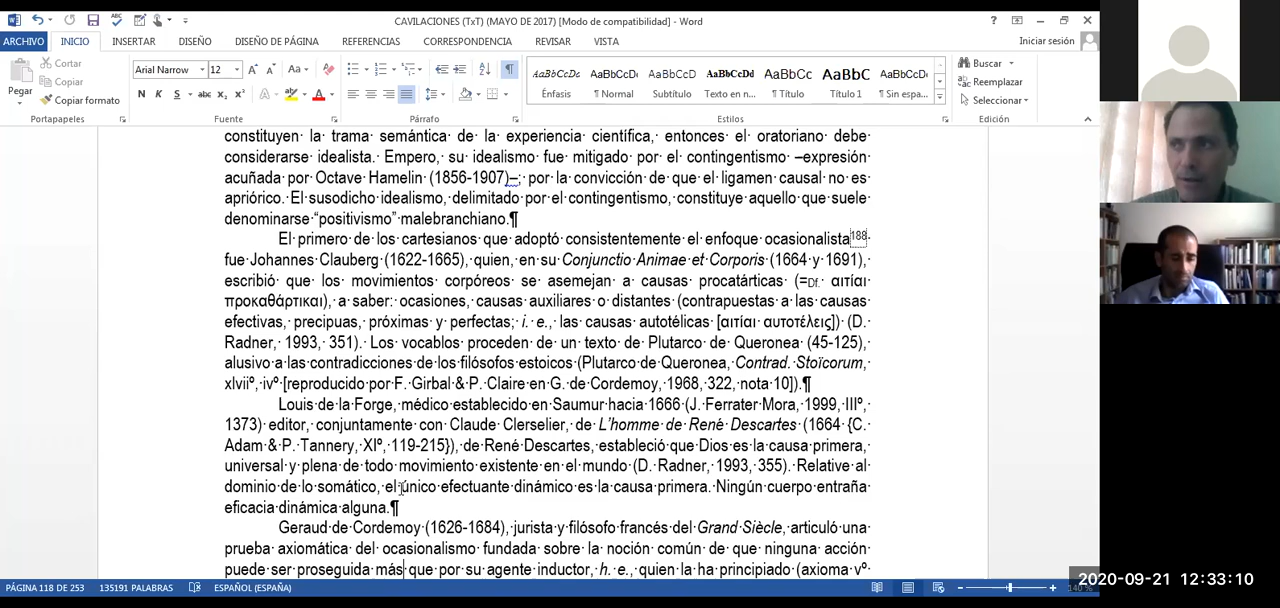 CAVILACIONES (TxT) (MAYO DE 2017) [Modo de compatibilidad] - Word
ARCHIVO INICIO INSERTAR DISEÑO DISEÑO DE PÁGINA REFERENCIAS CORRESPONDENCIA REVISAR VISTA Iniciar sesión
Pegar
Cortar
Copiar
Copiar formato
Portapapeles
Arial Narrow 12
N K S abc x₂ x²
Fuente
Párrafo
AaBbCcDc AaBbCcDc AaBbCcD AaBbCcDc AaBbCc AaBbC AaBbCcDc
Énfasis ¶ Normal Subtítulo Texto en n... ¶ Título Título 1 ¶ Sin espa...
Estilos
Buscar
Reemplazar
Seleccionar
Edición
constituyen la trama semántica de la experiencia científica, entonces el oratoriano debe
considerarse idealista. Empero, su idealismo fue mitigado por el contingentismo –expresión
acuñada por Octave Hamelin (1856-1907)–; por la convicción de que el ligamen causal no es
apriórico. El susodicho idealismo, delimitado por el contingentismo, constituye aquello que suele
denominarse “positivismo” malebranchiano.¶
El primero de los cartesianos que adoptó consistentemente el enfoque ocasionalista188
fue Johannes Clauberg (1622-1665), quien, en su Conjunctio Animae et Corporis (1664 y 1691),
escribió que los movimientos corpóreos se asemejan a causas procatárticas (=Df. αιτίαι
προκαθάρτικαι), a saber: ocasiones, causas auxiliares o distantes (contrapuestas a las causas
efectivas, precipuas, próximas y perfectas; i. e., las causas autotélicas [αιτίαι αυτοτέλεις]) (D.
Radner, 1993, 351). Los vocablos proceden de un texto de Plutarco de Queronea (45-125),
alusivo a las contradicciones de los filósofos estoicos (Plutarco de Queronea, Contrad. Stoïcorum,
xlviiº, ivº [reproducido por F. Girbal & P. Claire en G. de Cordemoy, 1968, 322, nota 10]).¶
Louis de la Forge, médico establecido en Saumur hacia 1666 (J. Ferrater Mora, 1999, IIIº,
1373) editor, conjuntamente con Claude Clerselier, de L’homme de René Descartes (1664 {C.
Adam & P. Tannery, XIº, 119-215}), de René Descartes, estableció que Dios es la causa primera,
universal y plena de todo movimiento existente en el mundo (D. Radner, 1993, 355). Relative al
dominio de lo somático, el único efectuante dinámico es la causa primera. Ningún cuerpo entraña
eficacia dinámica alguna.¶
Geraud de Cordemoy (1626-1684), jurista y filósofo francés del Grand Siècle, articuló una
prueba axiomática del ocasionalismo fundada sobre la noción común de que ninguna acción
puede ser proseguida más que por su agente inductor, h. e., quien la ha principiado (axioma vº
PÁGINA 118 DE 253 135191 PALABRAS ESPAÑOL (ESPAÑA) 140 %
2020-09-21 12:33:10